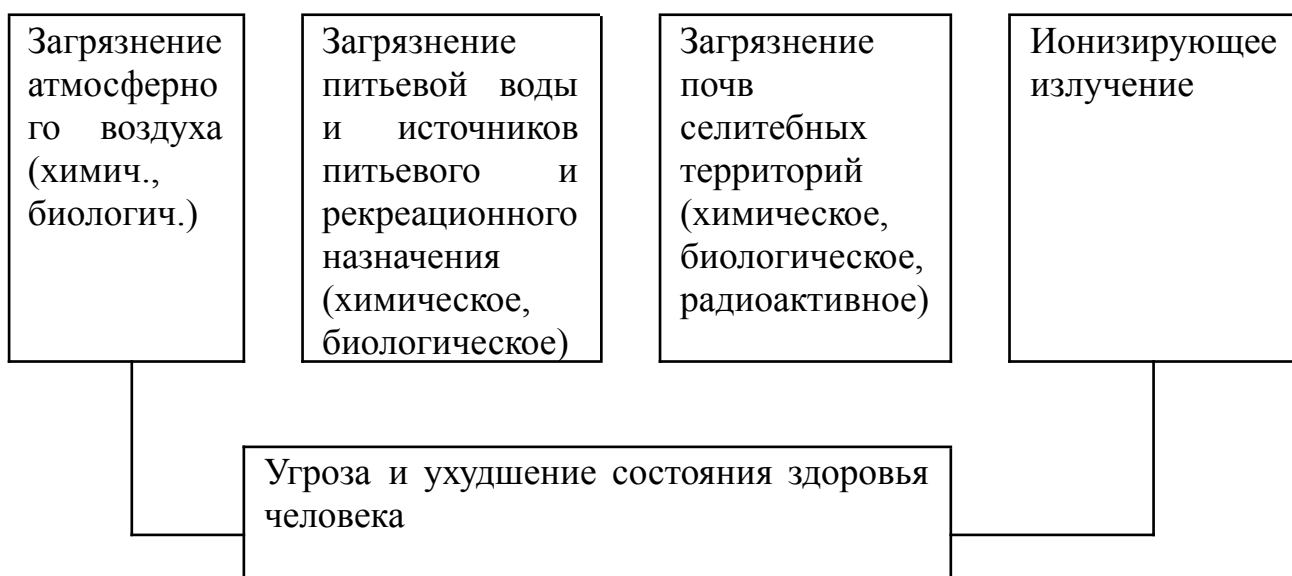 Загрязнение
атмосферно
го воздуха
(химич.,
биологич.)
Загрязнение
питьевой воды
и источников
питьевого и
рекреационного
назначения
(химическое,
биологическое)
Загрязнение
почв
селитебных
территорий
(химическое,
биологическое,
радиоактивное)
Ионизирующее
излучение
Угроза и ухудшение состояния здоровья
человека